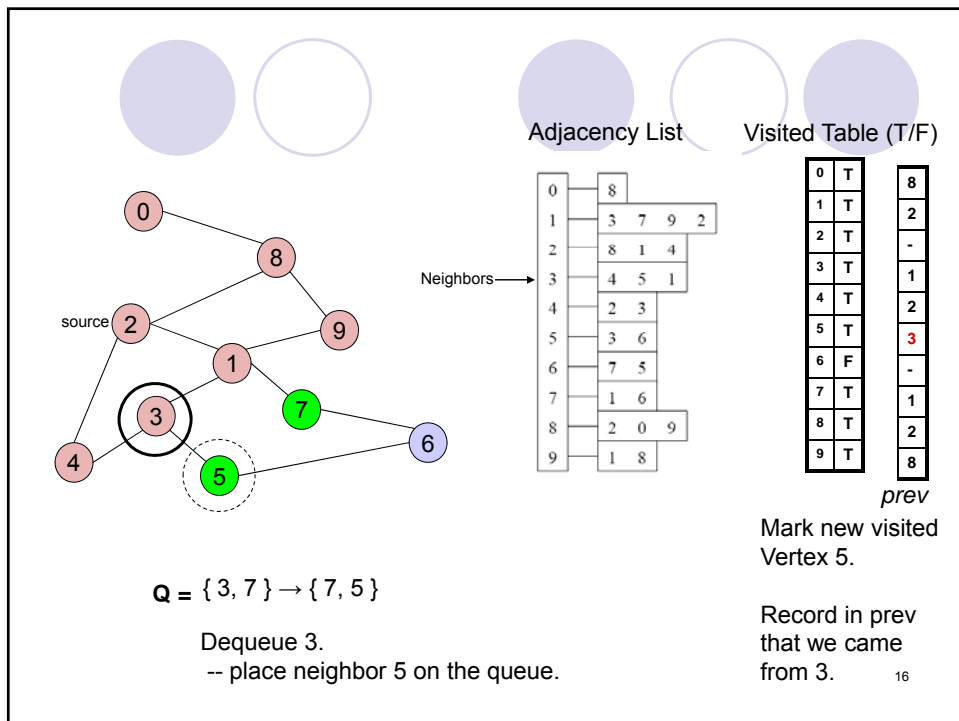 Adjacency List
Visited Table (T/F)
0
8
source 2
9
1
3
7
4
5
6
Neighbors
0 8
1 3 7 9 2
2 8 1 4
3 4 5 1
4 2 3
5 3 6
6 7 5
7 1 6
8 2 0 9
9 1 8
0 T 8
1 T 2
2 T -
3 T 1
4 T 2
5 T 3
6 F -
7 T 1
8 T 2
9 T 8
prev
Mark new visited
Vertex 5.
Record in prev
that we came
from 3.
Q = { 3, 7 } → { 7, 5 }
Dequeue 3.
-- place neighbor 5 on the queue.
16